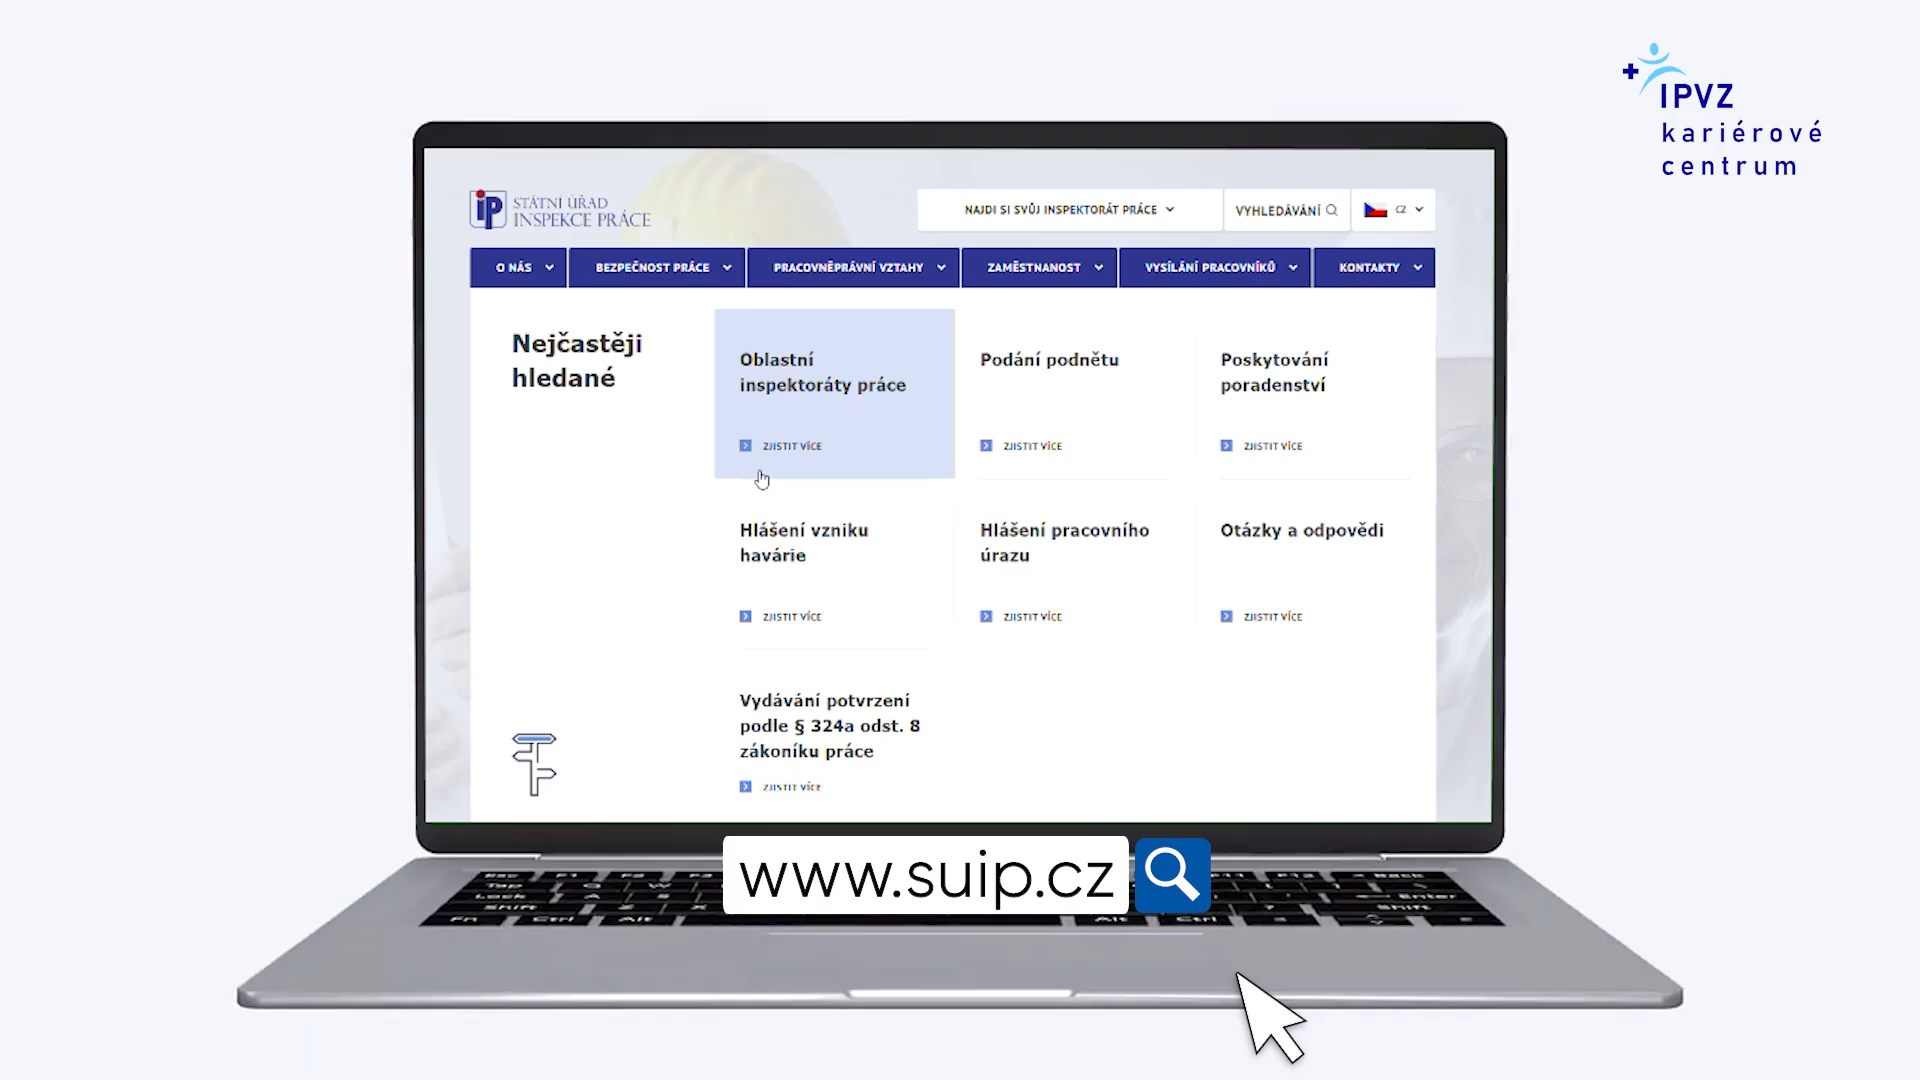 IPVZ
kariérové
centrum
STÁTNÍ ÚŘAD
INSPEKCE PRÁCE
NAJDI SI SVŮJ INSPEKTORÁT PRÁCE
VYHLEDÁVÁNÍ
CZ
O NÁS
BEZPEČNOST PRÁCE
PRACOVNĚPRÁVNÍ VZTAHY
ZAMĚSTNANOST
VYSÍLÁNÍ PRACOVNÍKŮ
KONTAKTY
Nejčastěji
hledané
Oblastní
inspektoráty práce
ZJISTIT VÍCE
Podání podnětu
ZJISTIT VÍCE
Poskytování
poradenství
ZJISTIT VÍCE
Hlášení vzniku
havárie
ZJISTIT VÍCE
Hlášení pracovního
úrazu
ZJISTIT VÍCE
Otázky a odpovědi
ZJISTIT VÍCE
Vydávání potvrzení
podle § 324a odst. 8
zákoníku práce
ZJISTIT VÍCE
www.suip.cz